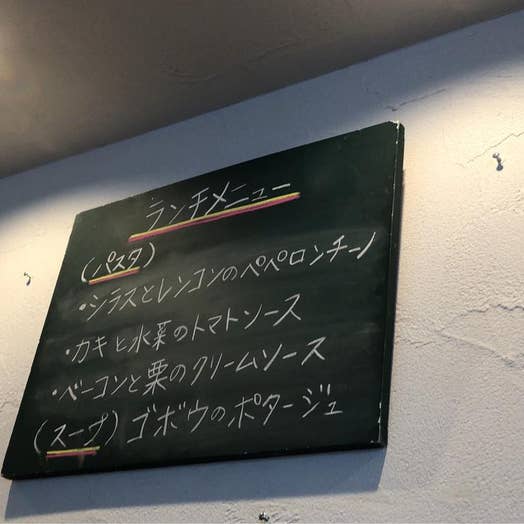 ランチメニュー
(パスタ)
・シラスとレンコンのペペロンチーノ
・カキと水菜のトマトソース
・ベーコンと栗のクリームソース
(スープ) ゴボウのポタージュ